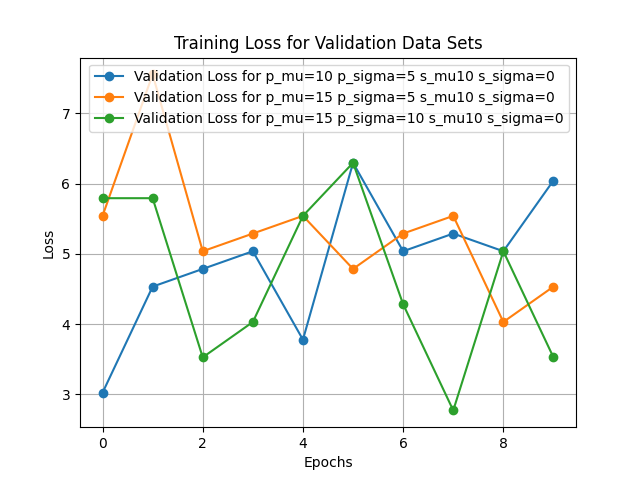 Training Loss for Validation Data Sets
Validation Loss for p_mu=10 p_sigma=5 s_mu10 s_sigma=0
Validation Loss for p_mu=15 p_sigma=5 s_mu10 s_sigma=0
Validation Loss for p_mu=15 p_sigma=10 s_mu10 s_sigma=0
7
6
5
4
3
Loss
0 2 4 6 8
Epochs